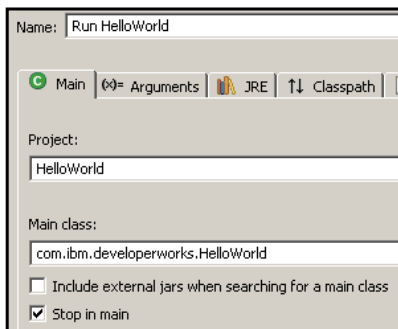 Name: Run HelloWorld
Main (x)= Arguments JRE Classpath
Project:
HelloWorld
Main class:
com.ibm.developerworks.HelloWorld
Include external jars when searching for a main class
Stop in main